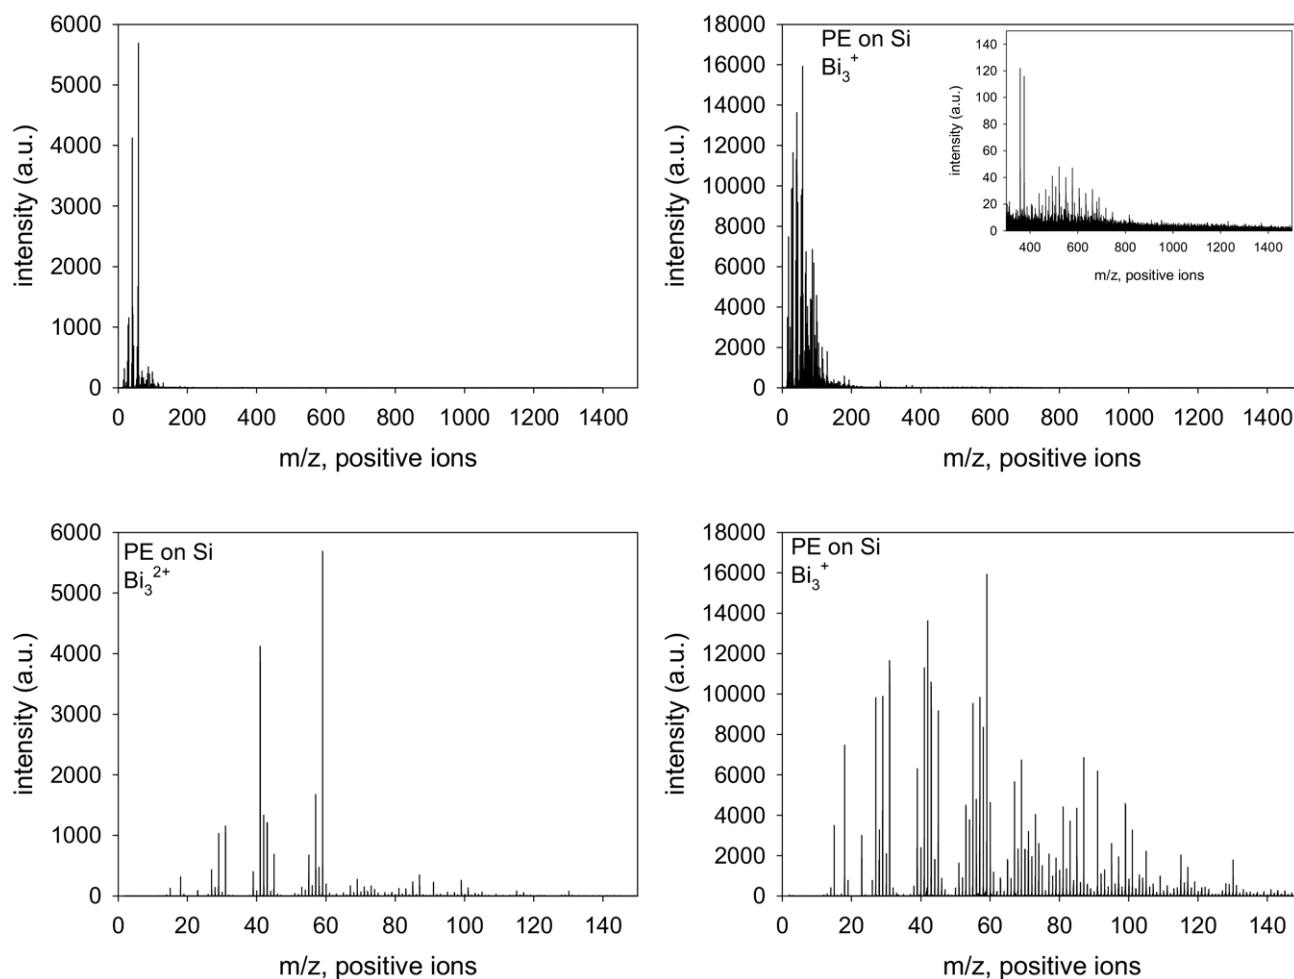 6000
5000
4000
3000
2000
1000
0
intensity (a.u.)
0 200 400 600 800 1000 1200 1400
m/z, positive ions
18000
16000
14000
12000
10000
8000
6000
4000
2000
0
intensity (a.u.)
PE on Si
Bi₃⁺
0 200 400 600 800 1000 1200 1400
m/z, positive ions
140
120
100
80
60
40
20
0
intensity (a.u.)
400 600 800 1000 1200 1400
m/z, positive ions
6000
5000
4000
3000
2000
1000
0
intensity (a.u.)
PE on Si
Bi₃²⁺
0 20 40 60 80 100 120 140
m/z, positive ions
18000
16000
14000
12000
10000
8000
6000
4000
2000
0
intensity (a.u.)
PE on Si
Bi₃⁺
0 20 40 60 80 100 120 140
m/z, positive ions